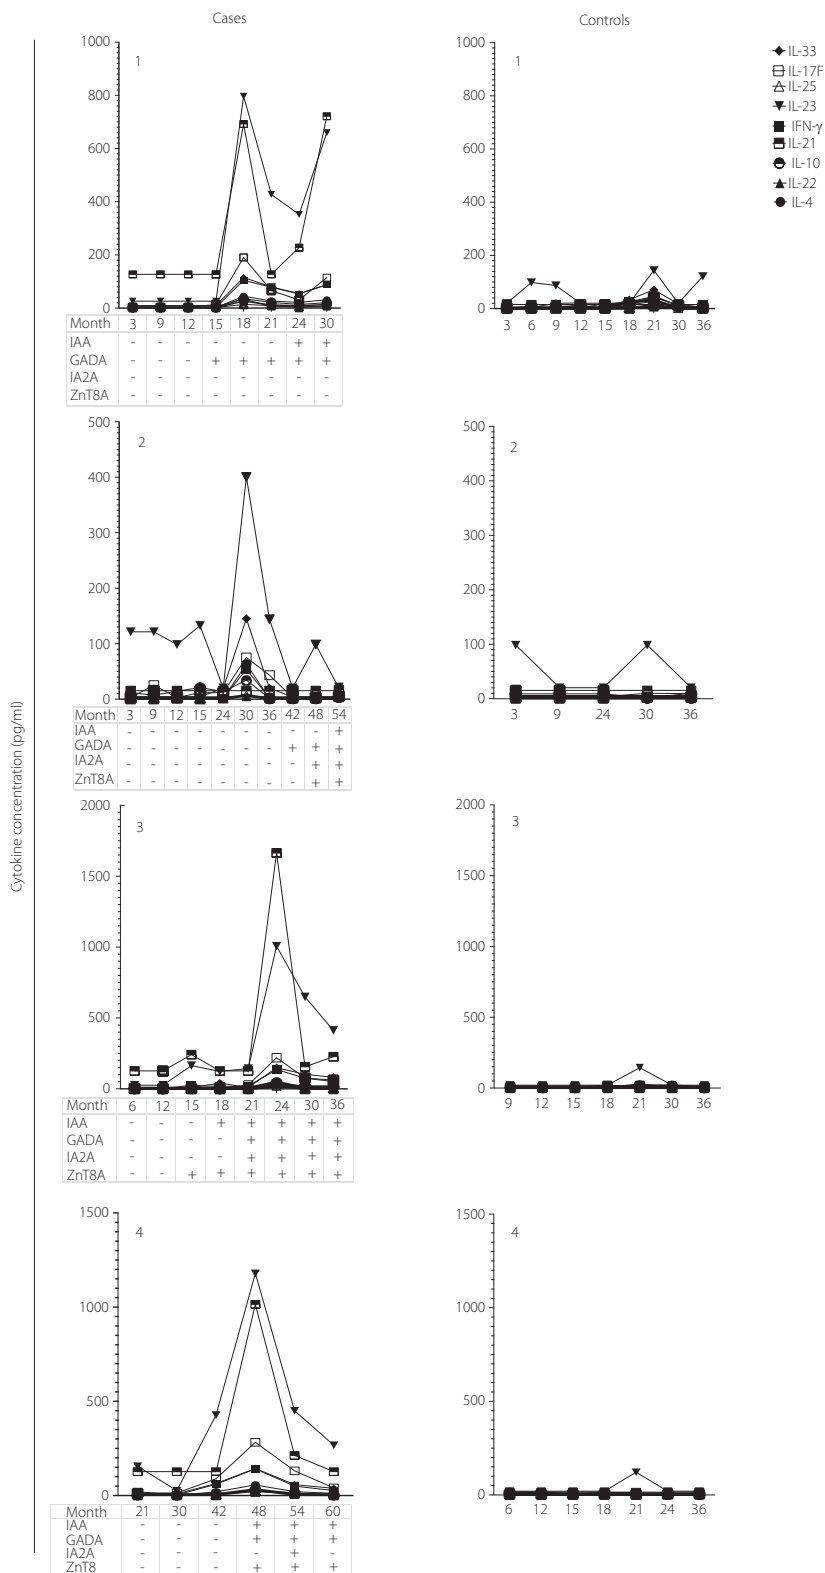 Cases
Controls
Cytokine concentration (pg/ml)
1
1000
800
600
400
200
0
Month 3 9 12 15 18 21 24 30
IAA - - - - - - + +
GADA - - - + + + + +
IA2A - - - - - - - -
ZnT8A - - - - - - - -
1
1000
800
600
400
200
0
3 6 9 12 15 18 21 30 36
IL-33
IL-17F
IL-25
IL-23
IFN-γ
IL-21
IL-10
IL-22
IL-4
2
500
400
300
200
100
0
Month 3 9 12 15 24 30 36 42 48 54
IAA - - - - - - - - - +
GADA - - - - - - - + + +
IA2A - - - - - - - - + +
ZnT8A - - - - - - - - + +
2
500
400
300
200
100
0
3 9 24 30 36
3
2000
1500
1000
500
0
Month 6 12 15 18 21 24 30 36
IAA - - - + + + + +
GADA - - - - + + + +
IA2A - - - - + + + +
ZnT8A - - + + + + + +
3
2000
1500
1000
500
0
9 12 15 18 21 30 36
4
1500
1000
500
0
Month 21 30 42 48 54 60
IAA - - - + + +
GADA - - - + + +
IA2A - - - - + -
ZnT8 - - - + + +
4
1500
1000
500
0
6 12 15 18 21 24 36